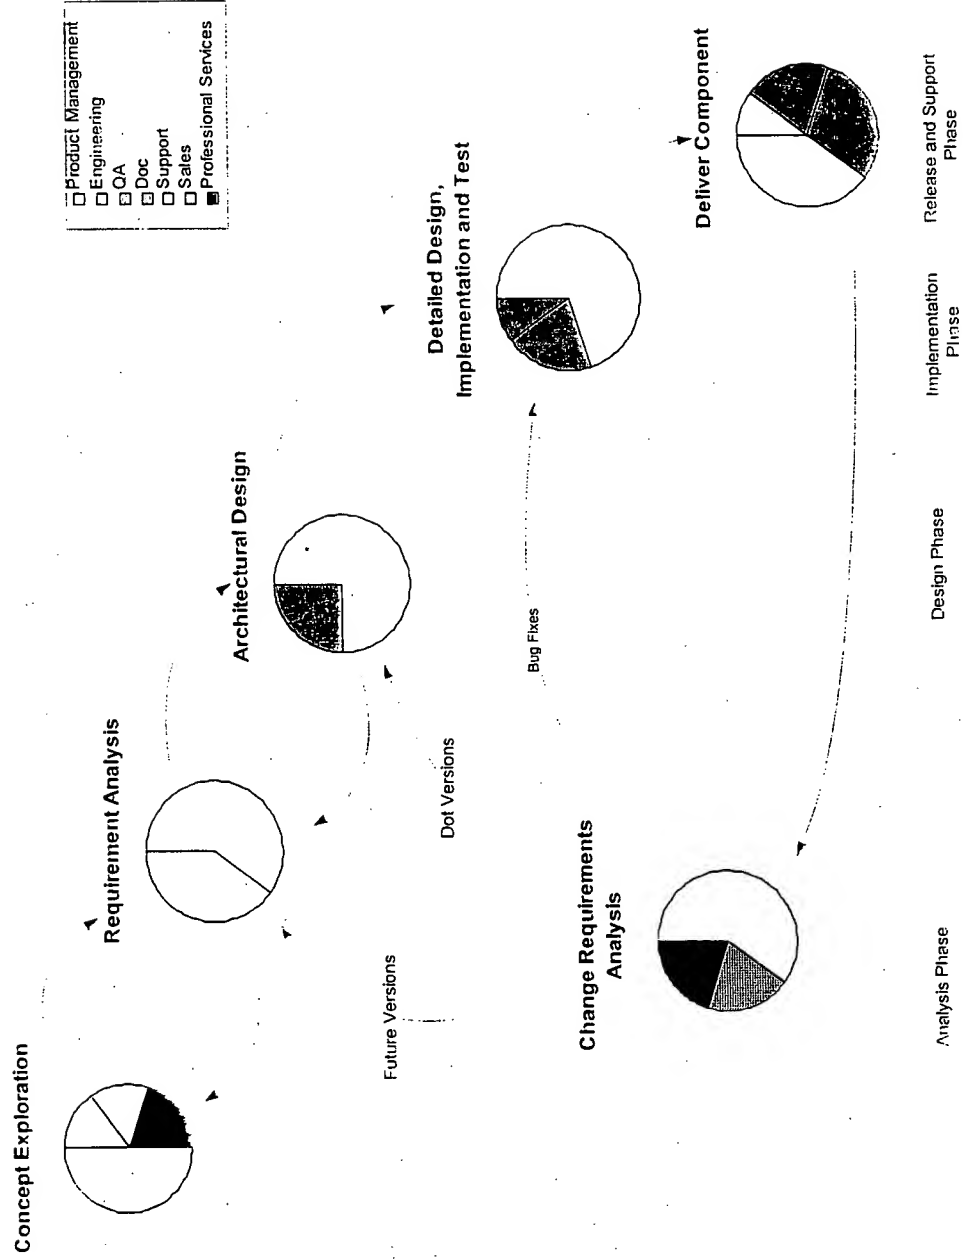 Product Management
Engineering
QA
Doc
Support
Sales
Professional Services
Concept Exploration
Requirement Analysis
Architectural Design
Detailed Design,
Implementation and Test
Deliver Component
Future Versions
Dot Versions
Bug Fixes
Change Requirements
Analysis
Analysis Phase
Design Phase
Implementation
Phase
Release and Support
Phase